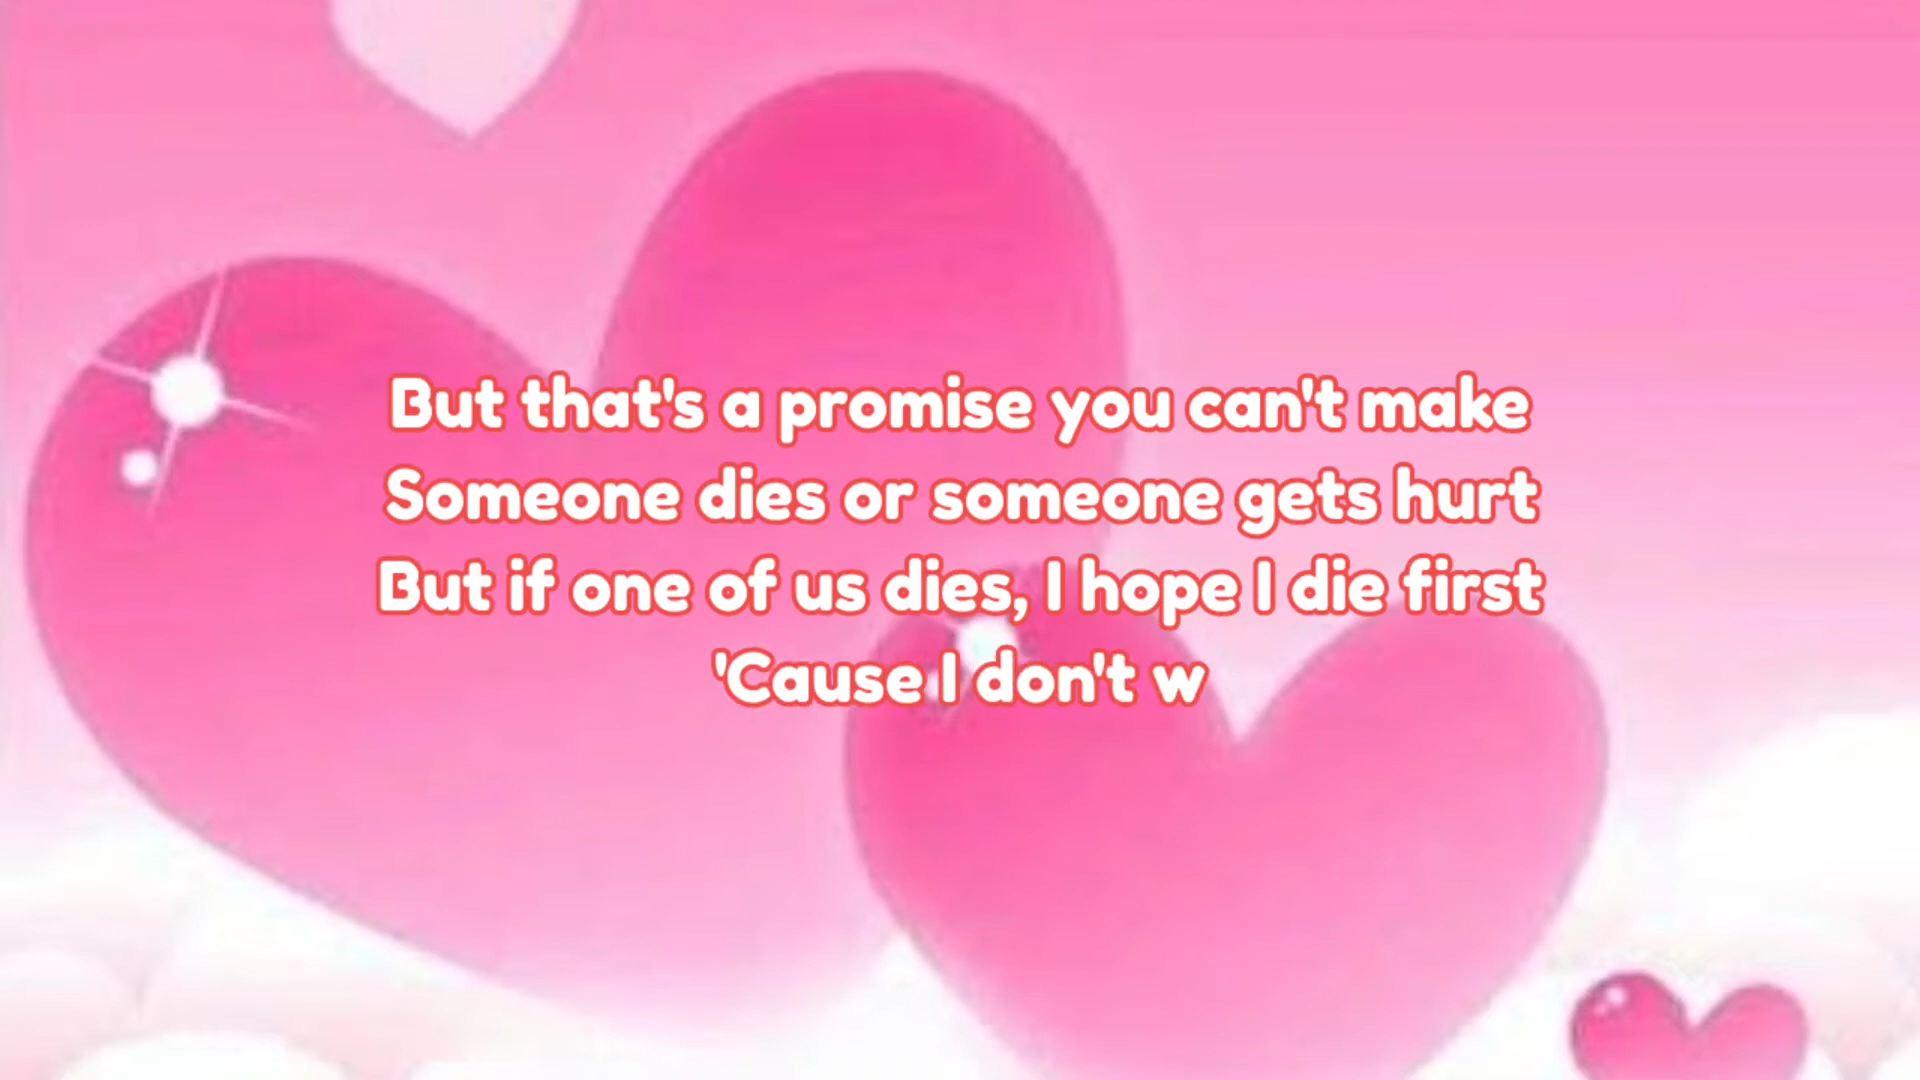 But that's a promise you can't make
Someone dies or someone gets hurt
But if one of us dies, I hope I die first
'Cause I don't w